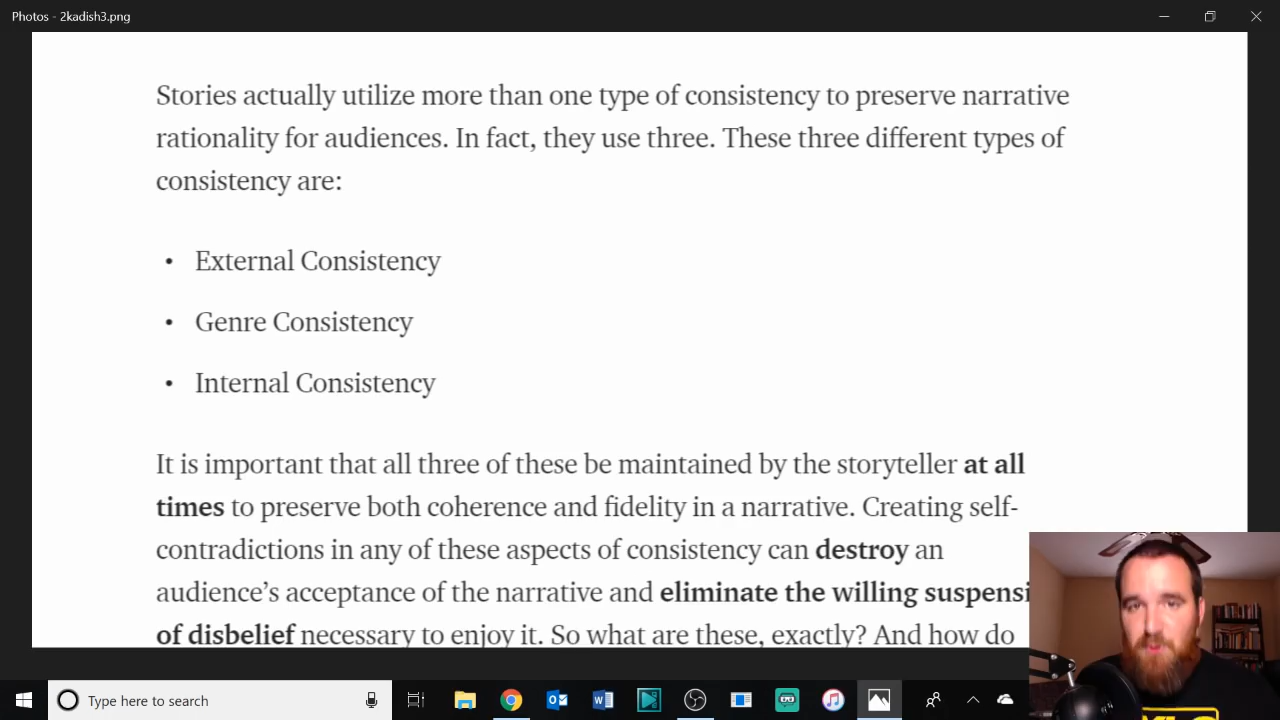 Photos - 2kadish3.png
Stories actually utilize more than one type of consistency to preserve narrative
rationality for audiences. In fact, they use three. These three different types of
consistency are:
• External Consistency
• Genre Consistency
• Internal Consistency
It is important that all three of these be maintained by the storyteller at all
times to preserve both coherence and fidelity in a narrative. Creating self-
contradictions in any of these aspects of consistency can destroy an
audience’s acceptance of the narrative and eliminate the willing
of disbelief necessary to enjoy it. So what are these, exactly? And how do
Type here to search